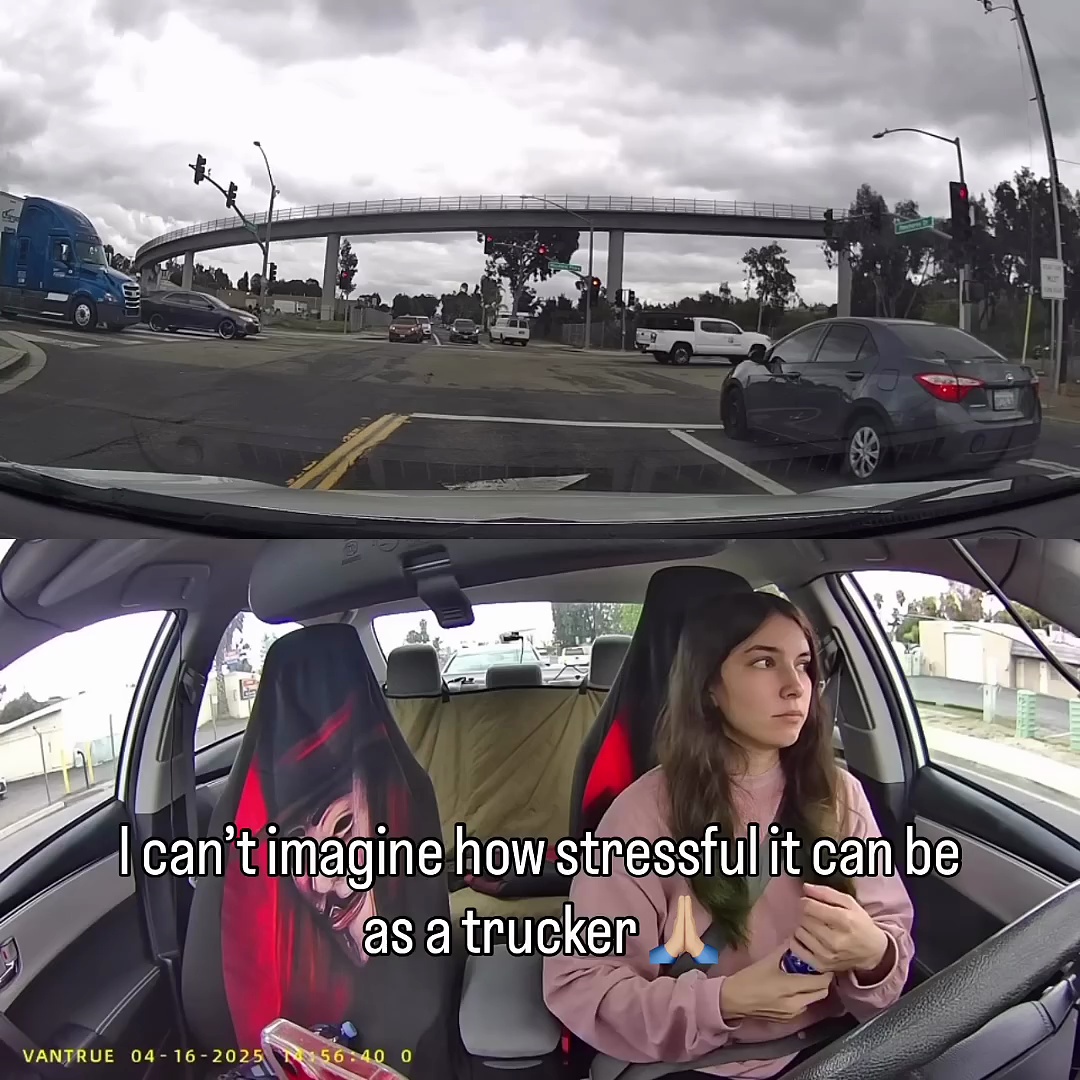 I can’t imagine how stressful it can be
as a trucker 🙏🏼
VANTRUE 04-16-2025 14:56:40 0